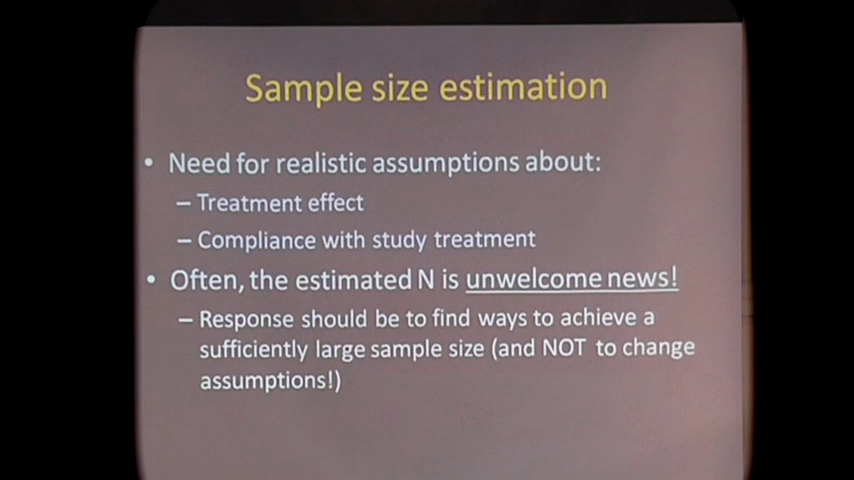 Sample size estimation
• Need for realistic assumptions about:
– Treatment effect
– Compliance with study treatment
• Often, the estimated N is unwelcome news!
– Response should be to find ways to achieve a
sufficiently large sample size (and NOT to change
assumptions!)